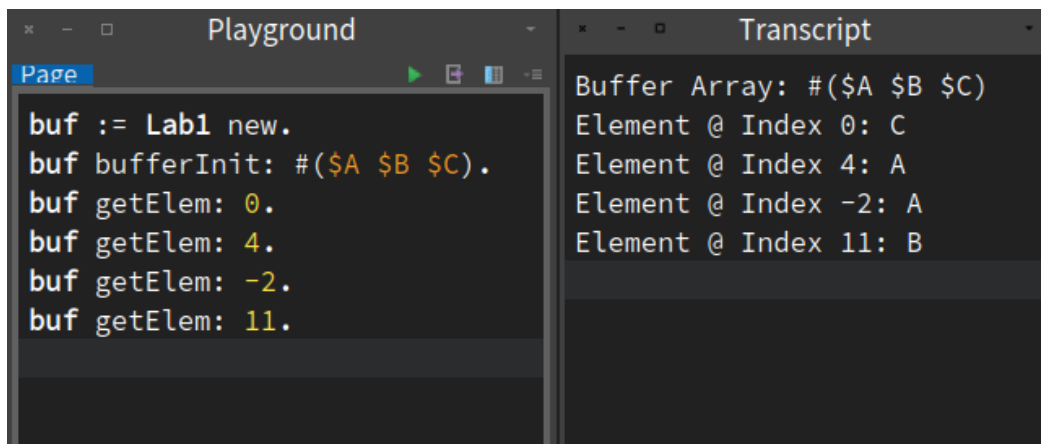 Playground
Page
buf := Lab1 new.
buf bufferInit: #($A $B $C).
buf getElem: 0.
buf getElem: 4.
buf getElem: -2.
buf getElem: 11.
Transcript
Buffer Array: #($A $B $C)
Element @ Index 0: C
Element @ Index 4: A
Element @ Index -2: A
Element @ Index 11: B